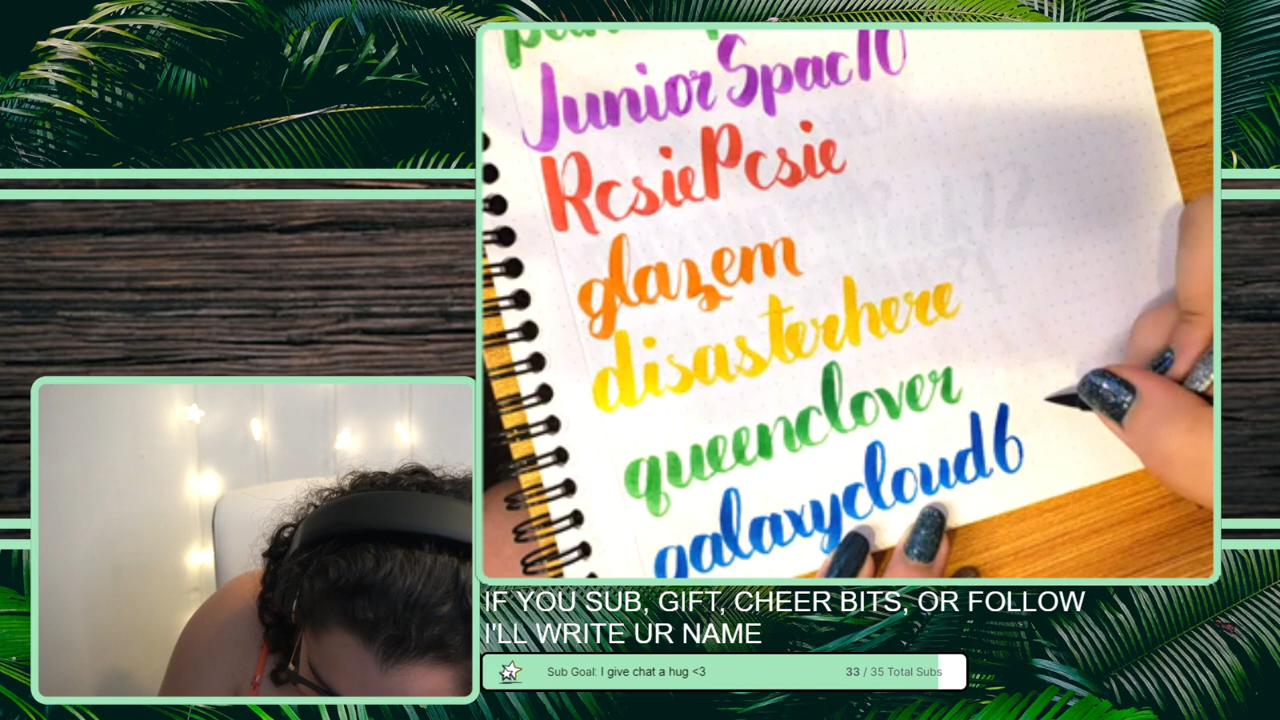 JuniorSpac10
RosiePosie
glazem
disasterhere
queenclover
galaxycloud6
IF YOU SUB, GIFT, CHEER BITS, OR FOLLOW
I'LL WRITE UR NAME
Sub Goal: I give chat a hug <3 33 / 35 Total Subs